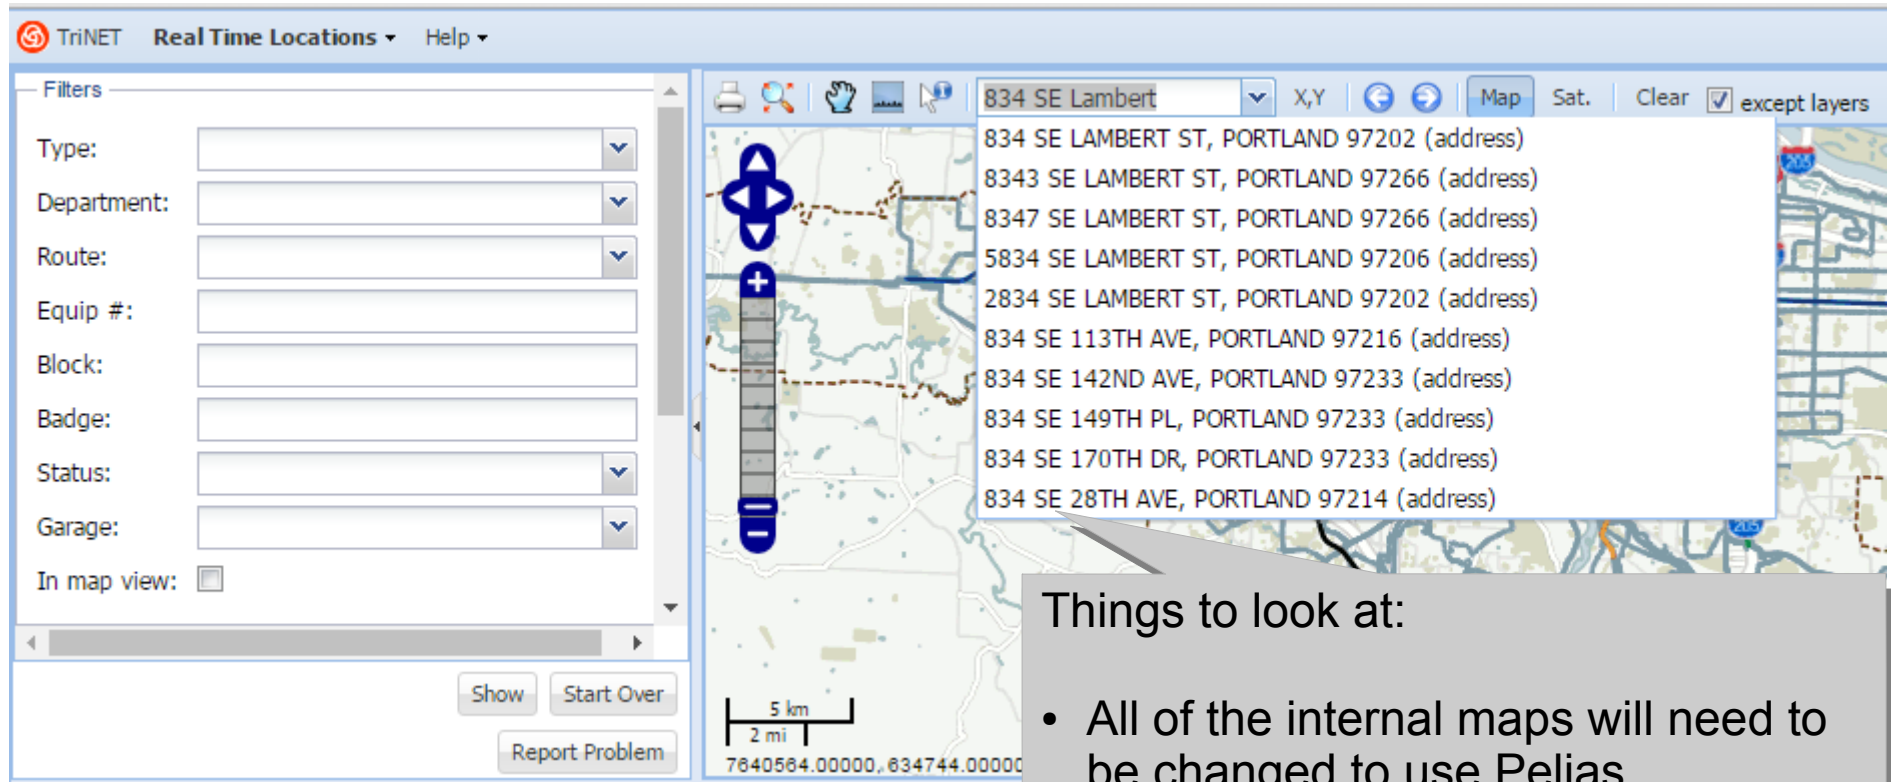 TriNET Real Time Locations Help
Filters
Type:
Department:
Route:
Equip #:
Block:
Badge:
Status:
Garage:
In map view:
Show Start Over
Report Problem
834 SE Lambert X,Y Map Sat. Clear except layers
834 SE LAMBERT ST, PORTLAND 97202 (address)
8343 SE LAMBERT ST, PORTLAND 97266 (address)
8347 SE LAMBERT ST, PORTLAND 97266 (address)
5834 SE LAMBERT ST, PORTLAND 97206 (address)
2834 SE LAMBERT ST, PORTLAND 97202 (address)
834 SE 113TH AVE, PORTLAND 97216 (address)
834 SE 142ND AVE, PORTLAND 97233 (address)
834 SE 149TH PL, PORTLAND 97233 (address)
834 SE 170TH DR, PORTLAND 97233 (address)
834 SE 28TH AVE, PORTLAND 97214 (address)
205
205
5 km
2 mi
7640564.00000, 634744.00000
Things to look at:
• All of the internal maps will need to
be changed to use Pelias